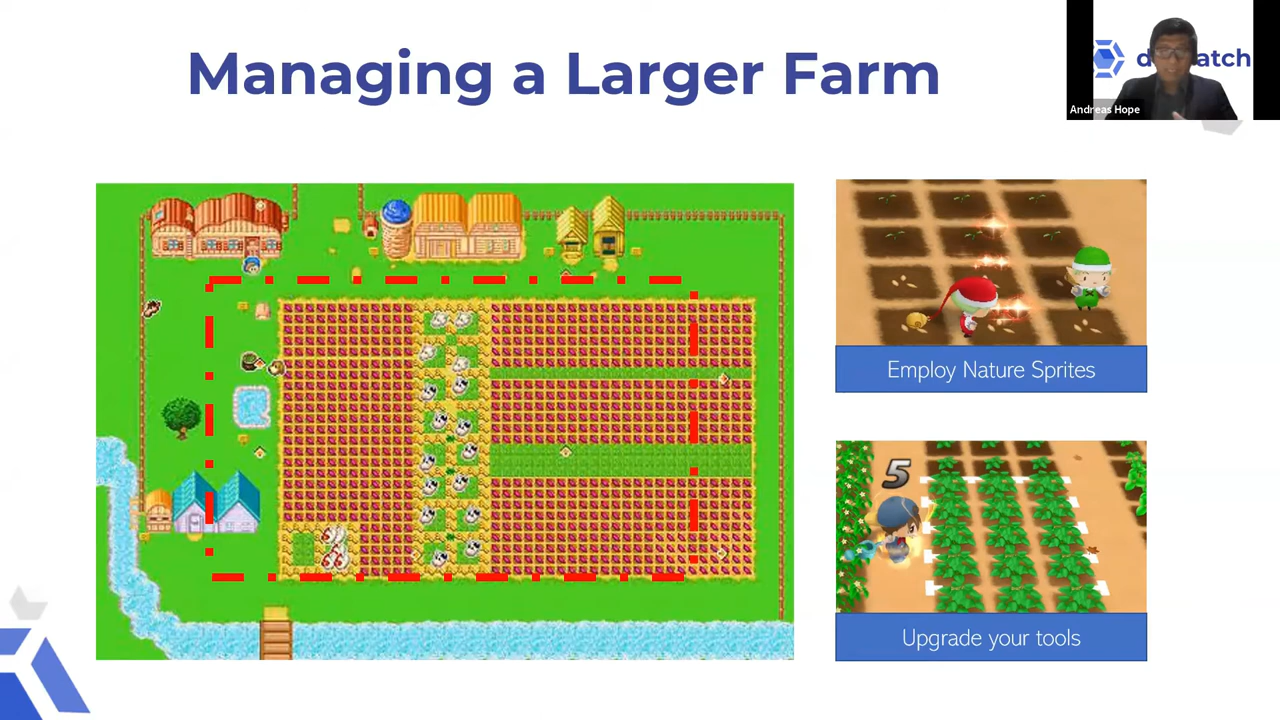 Managing a Larger Farm
Andreas Hope
Employ Nature Sprites
5
Upgrade your tools